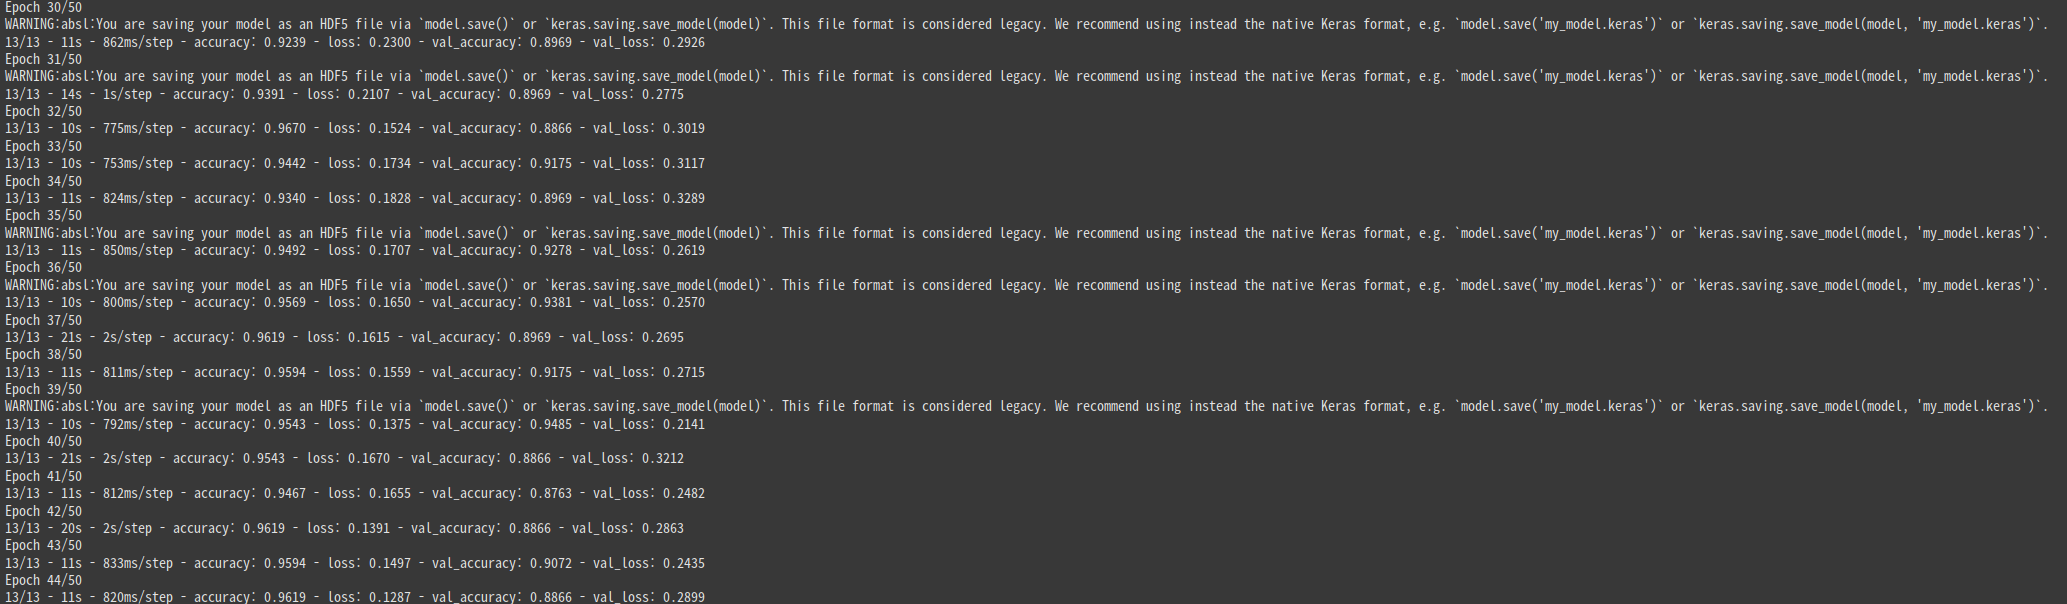 Epoch 30/50
WARNING:absl:You are saving your model as an HDF5 file via `model.save()` or `keras.saving.save_model(model)`. This file format is considered legacy. We recommend using instead the native Keras format, e.g. `model.save('my_model.keras')` or `keras.saving.save_model(model, 'my_model.keras')`.
13/13 - 11s - 862ms/step - accuracy: 0.9239 - loss: 0.2300 - val_accuracy: 0.8969 - val_loss: 0.2926
Epoch 31/50
WARNING:absl:You are saving your model as an HDF5 file via `model.save()` or `keras.saving.save_model(model)`. This file format is considered legacy. We recommend using instead the native Keras format, e.g. `model.save('my_model.keras')` or `keras.saving.save_model(model, 'my_model.keras')`.
13/13 - 14s - 1s/step - accuracy: 0.9391 - loss: 0.2107 - val_accuracy: 0.8969 - val_loss: 0.2775
Epoch 32/50
13/13 - 10s - 775ms/step - accuracy: 0.9670 - loss: 0.1524 - val_accuracy: 0.8866 - val_loss: 0.3019
Epoch 33/50
13/13 - 10s - 753ms/step - accuracy: 0.9442 - loss: 0.1734 - val_accuracy: 0.9175 - val_loss: 0.3117
Epoch 34/50
13/13 - 11s - 824ms/step - accuracy: 0.9340 - loss: 0.1828 - val_accuracy: 0.8969 - val_loss: 0.3289
Epoch 35/50
WARNING:absl:You are saving your model as an HDF5 file via `model.save()` or `keras.saving.save_model(model)`. This file format is considered legacy. We recommend using instead the native Keras format, e.g. `model.save('my_model.keras')` or `keras.saving.save_model(model, 'my_model.keras')`.
13/13 - 11s - 850ms/step - accuracy: 0.9492 - loss: 0.1707 - val_accuracy: 0.9278 - val_loss: 0.2619
Epoch 36/50
WARNING:absl:You are saving your model as an HDF5 file via `model.save()` or `keras.saving.save_model(model)`. This file format is considered legacy. We recommend using instead the native Keras format, e.g. `model.save('my_model.keras')` or `keras.saving.save_model(model, 'my_model.keras')`.
13/13 - 10s - 800ms/step - accuracy: 0.9569 - loss: 0.1650 - val_accuracy: 0.9381 - val_loss: 0.2570
Epoch 37/50
13/13 - 21s - 2s/step - accuracy: 0.9619 - loss: 0.1615 - val_accuracy: 0.8969 - val_loss: 0.2695
Epoch 38/50
13/13 - 11s - 811ms/step - accuracy: 0.9594 - loss: 0.1559 - val_accuracy: 0.9175 - val_loss: 0.2715
Epoch 39/50
WARNING:absl:You are saving your model as an HDF5 file via `model.save()` or `keras.saving.save_model(model)`. This file format is considered legacy. We recommend using instead the native Keras format, e.g. `model.save('my_model.keras')` or `keras.saving.save_model(model, 'my_model.keras')`.
13/13 - 10s - 792ms/step - accuracy: 0.9543 - loss: 0.1375 - val_accuracy: 0.9485 - val_loss: 0.2141
Epoch 40/50
13/13 - 21s - 2s/step - accuracy: 0.9543 - loss: 0.1670 - val_accuracy: 0.8866 - val_loss: 0.3212
Epoch 41/50
13/13 - 11s - 812ms/step - accuracy: 0.9467 - loss: 0.1655 - val_accuracy: 0.8763 - val_loss: 0.2482
Epoch 42/50
13/13 - 20s - 2s/step - accuracy: 0.9619 - loss: 0.1391 - val_accuracy: 0.8866 - val_loss: 0.2863
Epoch 43/50
13/13 - 11s - 833ms/step - accuracy: 0.9594 - loss: 0.1497 - val_accuracy: 0.9072 - val_loss: 0.2435
Epoch 44/50
13/13 - 11s - 820ms/step - accuracy: 0.9619 - loss: 0.1287 - val_accuracy: 0.8866 - val_loss: 0.2899